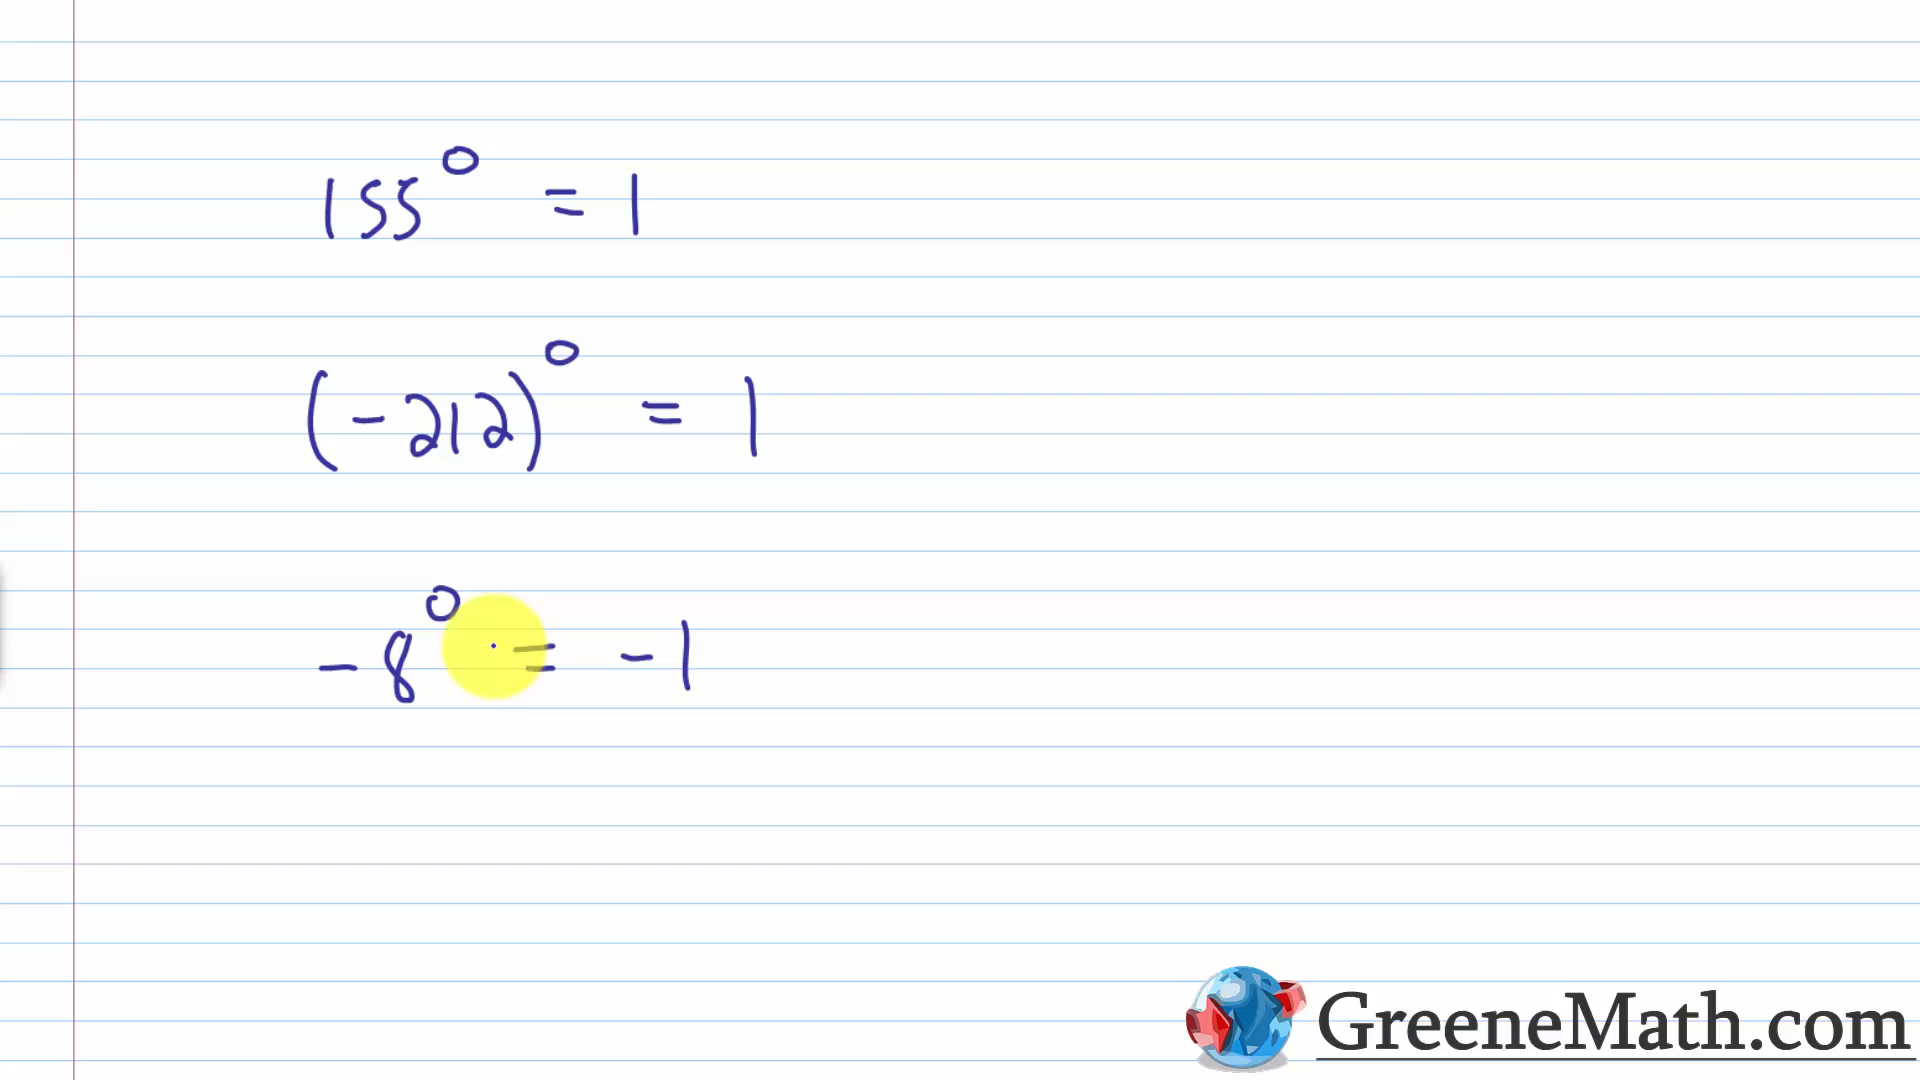 155⁰ = 1
(-212)⁰ = 1
-8⁰ = -1
GreeneMath.com